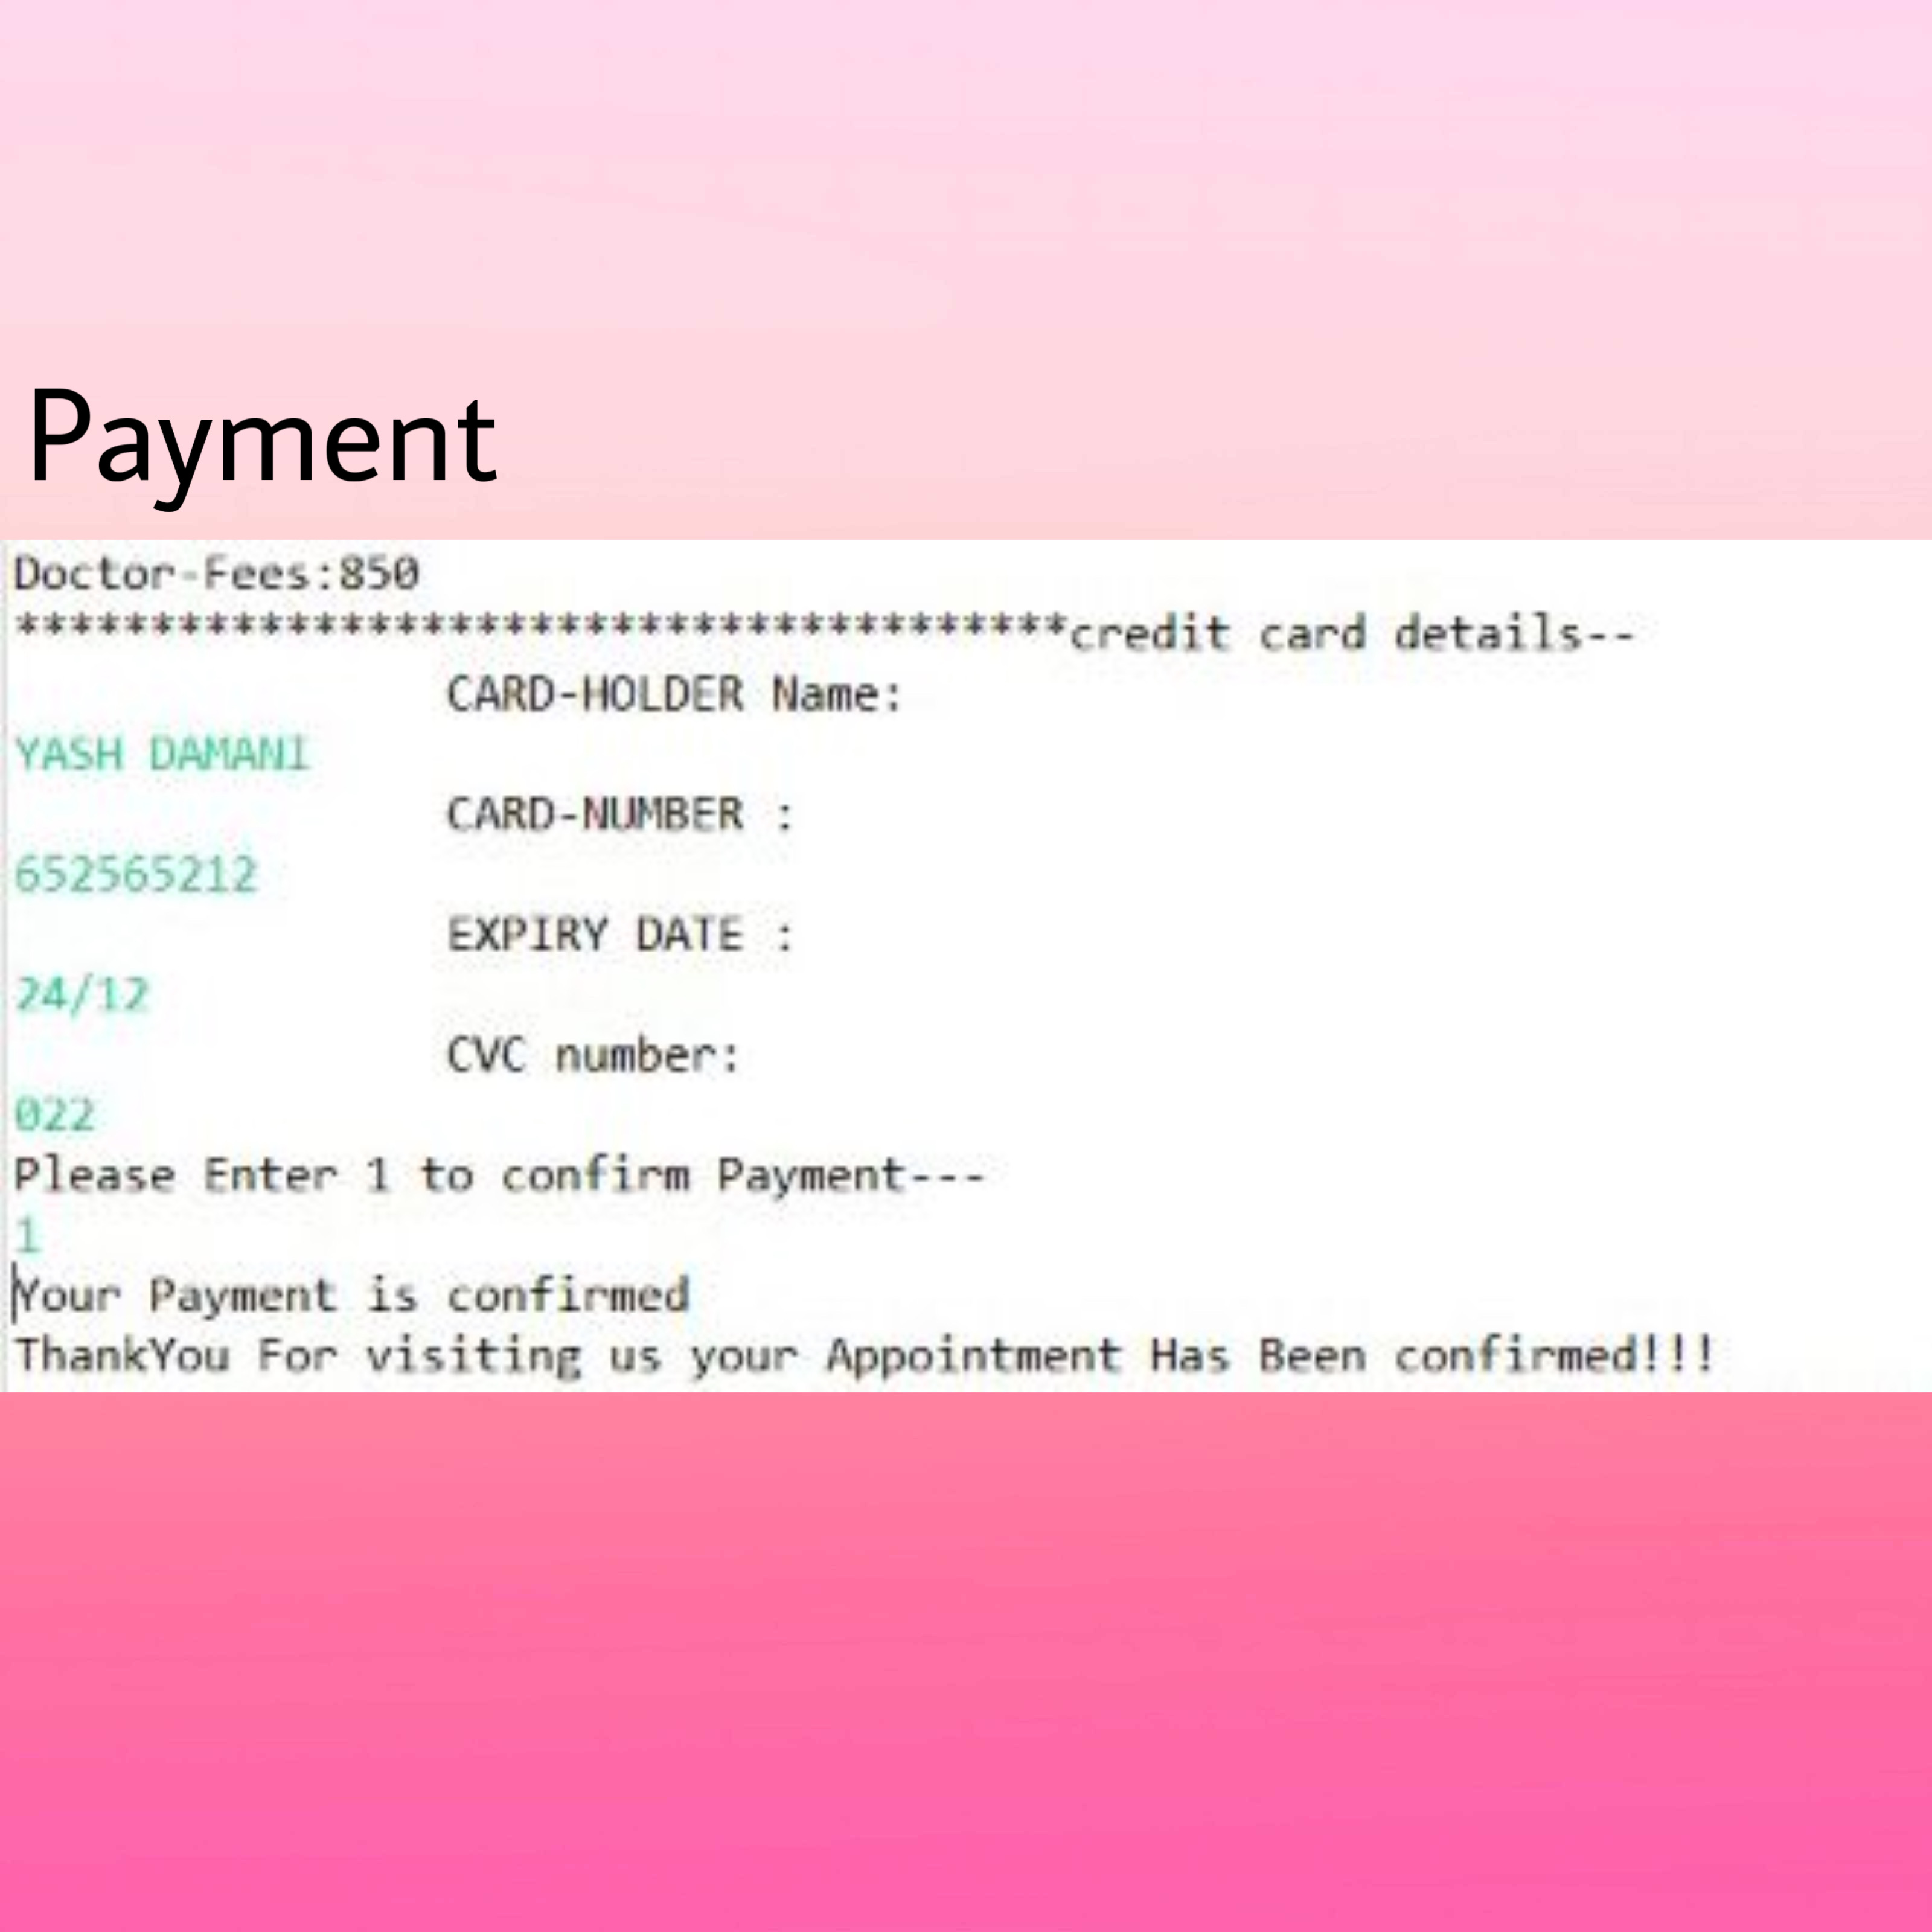 Payment
Doctor-Fees:850
***************************************credit card details--
CARD-HOLDER Name:
YASH DAMANI
CARD-NUMBER :
652565212
EXPIRY DATE :
24/12
CVC number:
022
Please Enter 1 to confirm Payment---
1
Your Payment is confirmed
ThankYou For visiting us your Appointment Has Been confirmed!!!